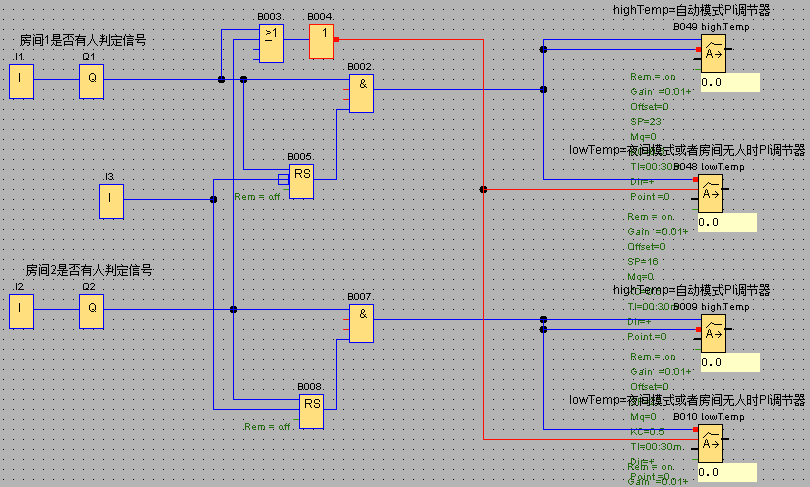 highTemp=自动模式PI调节器
B049 highTemp
A→
0.0
Rem = on
Gain =0.01+
Offset=0
SP=23
Mq=0
B003
>1
B004
1
房间1是否有人判定信号
I1
I
Q1
Q
B002
&
B005
RS
Rem = off
I3
I
lowTemp=夜间模式或者房间无人时PI调节器
B048 lowTemp
TI=00:30m
Dir=+
Point=0
A→
0.0
Rem = on
Gain =0.01+
Offset=0
SP=16
Mq=0
房间2是否有人判定信号
I2
I
Q2
Q
B007
&
B008
RS
Rem = off
highTemp=自动模式PI调节器
B009 highTemp
TI=00:30m
Dir=+
Point=0
A→
0.0
Rem = on
Gain =0.01+
Offset=0
lowTemp=夜间模式或者房间无人时PI调节器
B010 lowTemp
Mq=0
KC=0.5
TI=00:30m
Dir=+
Point=0
A→
0.0
Rem = on
Gain =0.01+